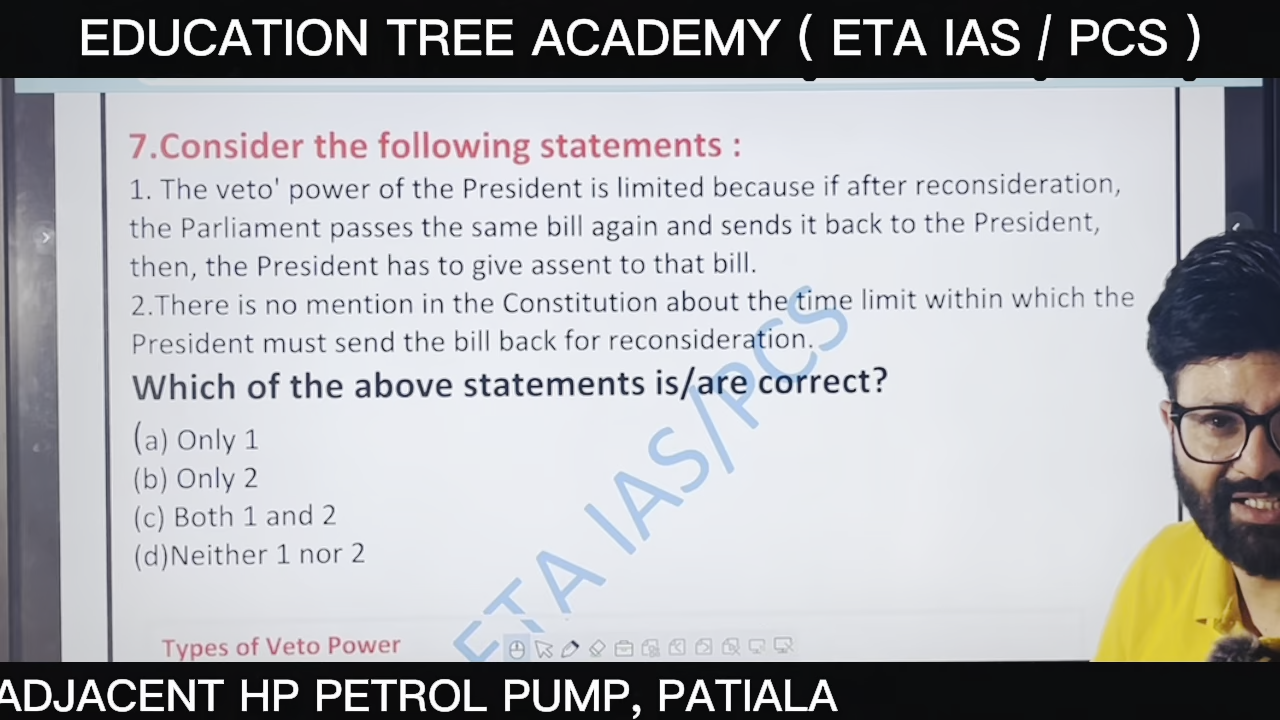 EDUCATION TREE ACADEMY ( ETA IAS / PCS )
7.Consider the following statements :
1. The veto' power of the President is limited because if after reconsideration,
the Parliament passes the same bill again and sends it back to the President,
then, the President has to give assent to that bill.
2.There is no mention in the Constitution about the time limit within which the
President must send the bill back for reconsideration.
Which of the above statements is/are correct?
(a) Only 1
(b) Only 2
(c) Both 1 and 2
(d)Neither 1 nor 2
ETA IAS/PCS
Types of Veto Power
ADJACENT HP PETROL PUMP, PATIALA